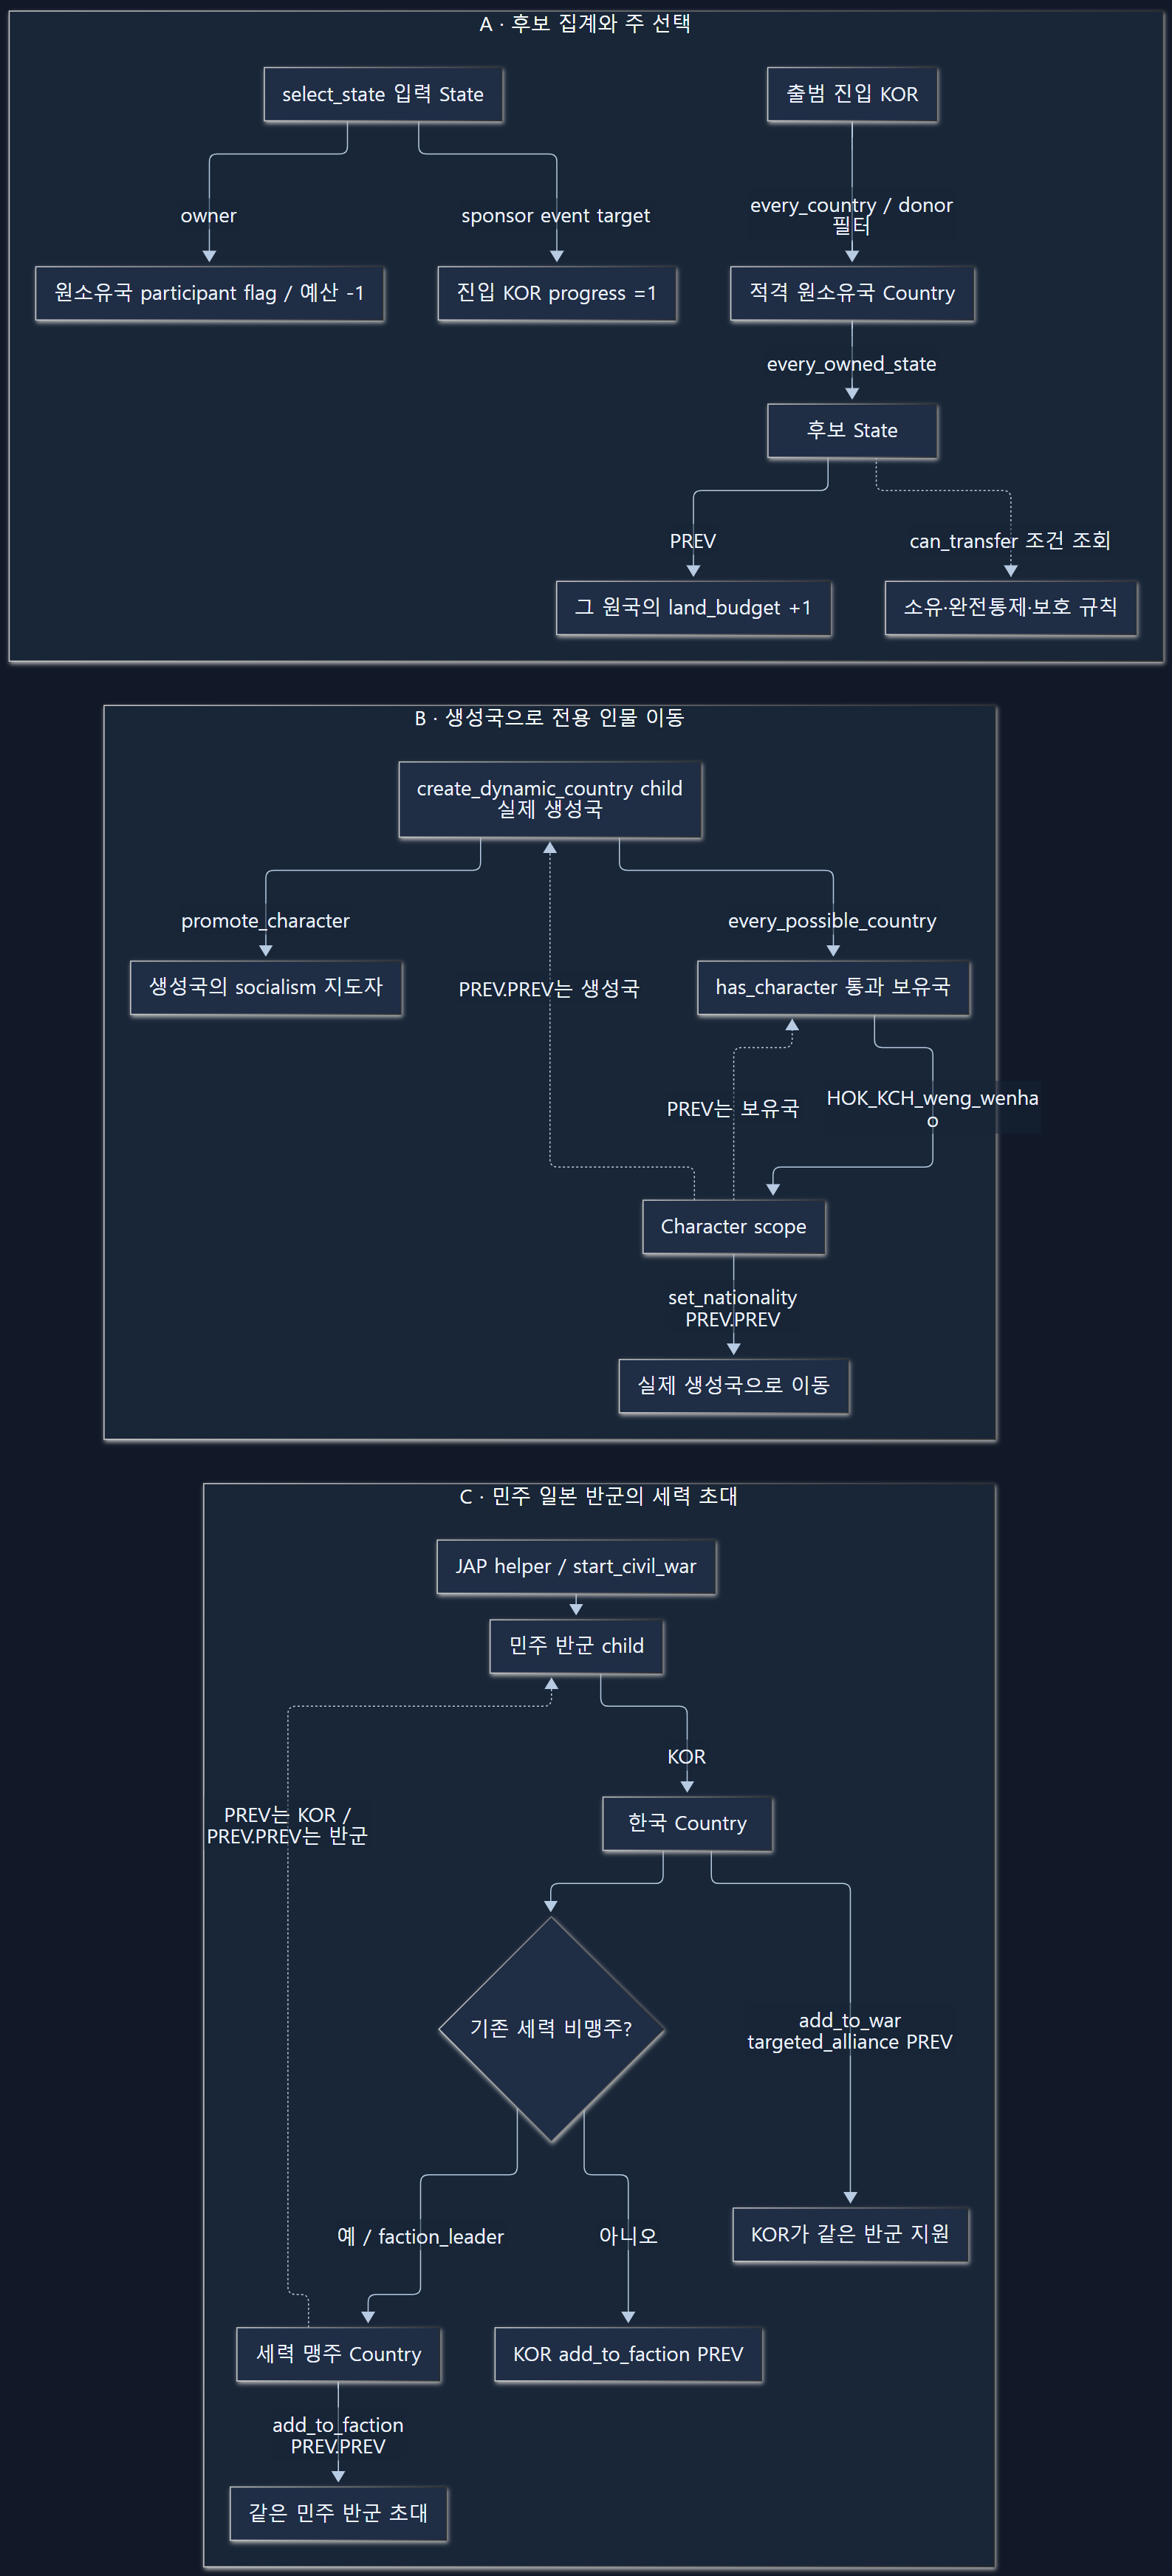 A · 후보 집계와 주 선택
select_state 입력 State
출범 진입 KOR
owner
sponsor event target
every_country / donor
필터
원소유국 participant flag / 예산 -1
진입 KOR progress =1
적격 원소유국 Country
every_owned_state
후보 State
PREV
can_transfer 조건 조회
그 원국의 land_budget +1
소유·완전통제·보호 규칙
B · 생성국으로 전용 인물 이동
create_dynamic_country child
실제 생성국
promote_character
every_possible_country
생성국의 socialism 지도자
PREV.PREV는 생성국
has_character 통과 보유국
PREV는 보유국
HOK_KCH_weng_wenha
o
Character scope
set_nationality
PREV.PREV
실제 생성국으로 이동
C · 민주 일본 반군의 세력 초대
JAP helper / start_civil_war
민주 반군 child
KOR
PREV는 KOR /
PREV.PREV는 반군
한국 Country
기존 세력 비맹주?
add_to_war
targeted_alliance PREV
예 / faction_leader
아니오
KOR가 같은 반군 지원
세력 맹주 Country
KOR add_to_faction PREV
add_to_faction
PREV.PREV
같은 민주 반군 초대